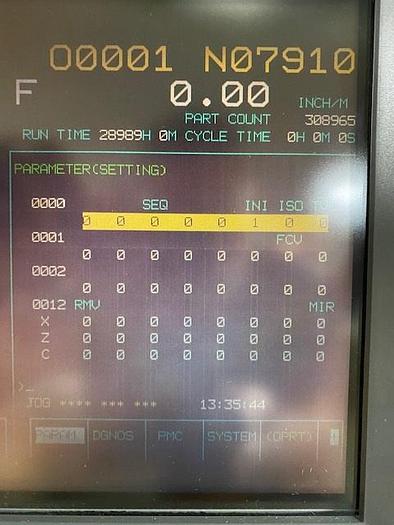 O0001 N07910
F 0.00 INCH/M
PART COUNT 308965
RUN TIME 28989H 0M CYCLE TIME 0H 0M 0S
PARAMETER(SETTING)
0000 SEQ INI ISO TVC
0 0 0 0 0 1 0 0
0001 FCV
0 0 0 0 0 0 0 0
0002
0 0 0 0 0 0 0 0
0012 RMV MIR
X 0 0 0 0 0 0 0 0
Z 0 0 0 0 0 0 0 0
C 0 0 0 0 0 0 0 0
>_
JOG **** *** *** 13:35:44
PARAM DGNOS PMC SYSTEM (OPRT) +